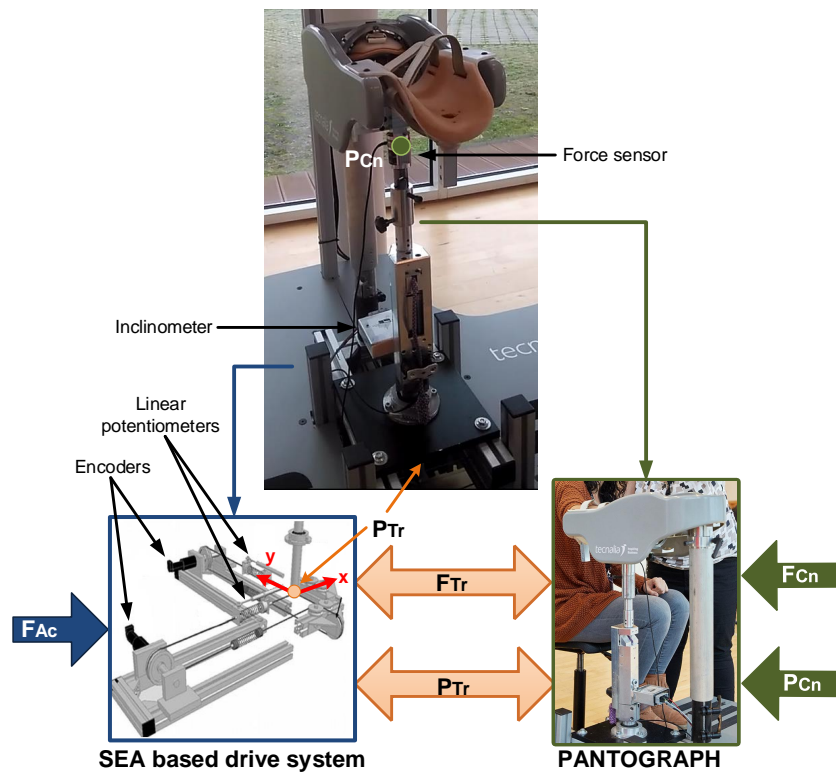 tecnalia
PCn
Force sensor
Inclinometer
tecn
Linear
potentiometers
Encoders
PTr
y
x
tecnalia
FTr
FCn
FAc
PTr
PCn
SEA based drive system
PANTOGRAPH